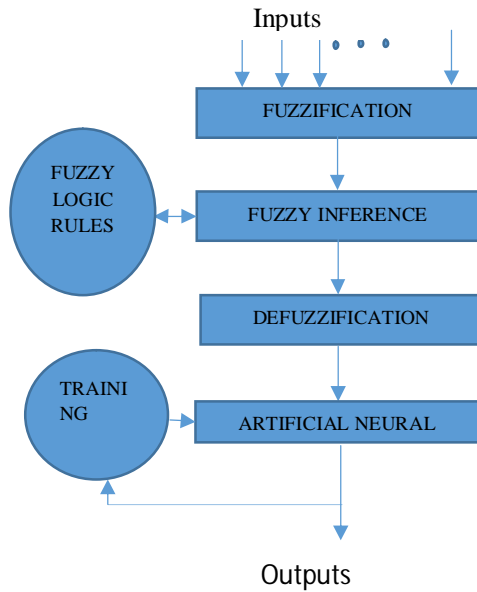 Inputs
FUZZIFICATION
FUZZY
LOGIC
RULES
FUZZY INFERENCE
DEFUZZIFICATION
TRAINI
NG
ARTIFICIAL NEURAL
Outputs